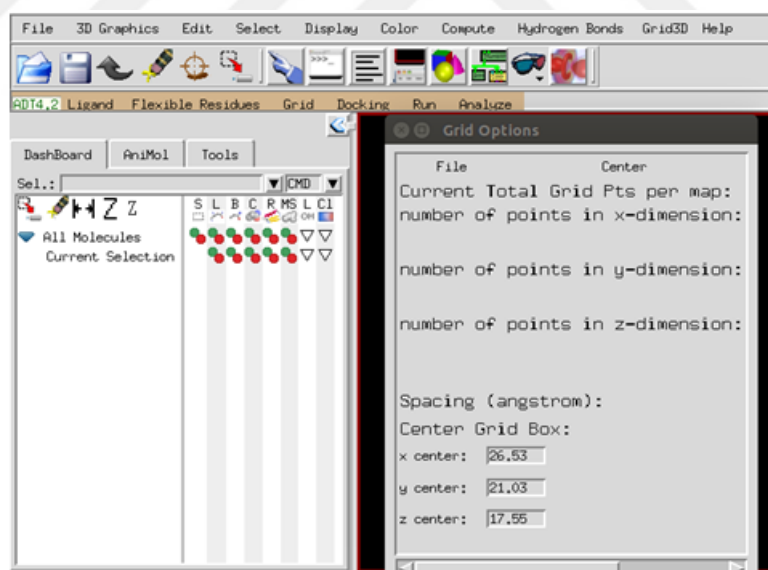 File 3D Graphics Edit Select Display Color Compute Hydrogen Bonds Grid3D Help
ADT4.2 Ligand Flexible Residues Grid Docking Run Analyze
DashBoard AniMol Tools
Sel.: CMD
S L B C R MS L Cl
All Molecules
Current Selection
Grid Options
File Center
Current Total Grid Pts per map:
number of points in x-dimension:
number of points in y-dimension:
number of points in z-dimension:
Spacing (angstrom):
Center Grid Box:
x center: 26.53
y center: 21.03
z center: 17.55